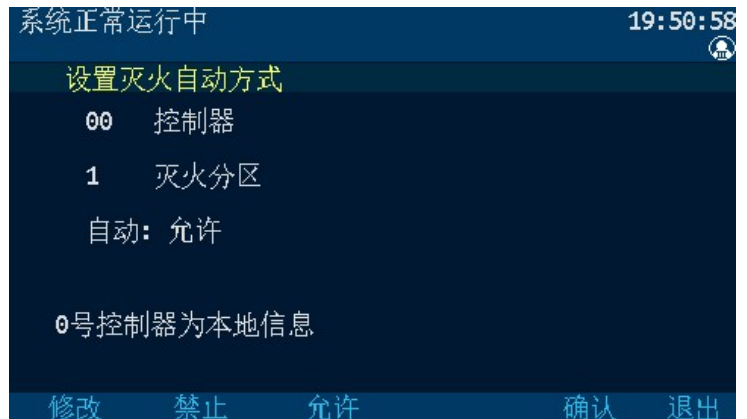 系统正常运行中 19:50:58
设置灭火自动方式
00 控制器
1 灭火分区
自动: 允许
0号控制器为本地信息
修改 禁止 允许 确认 退出